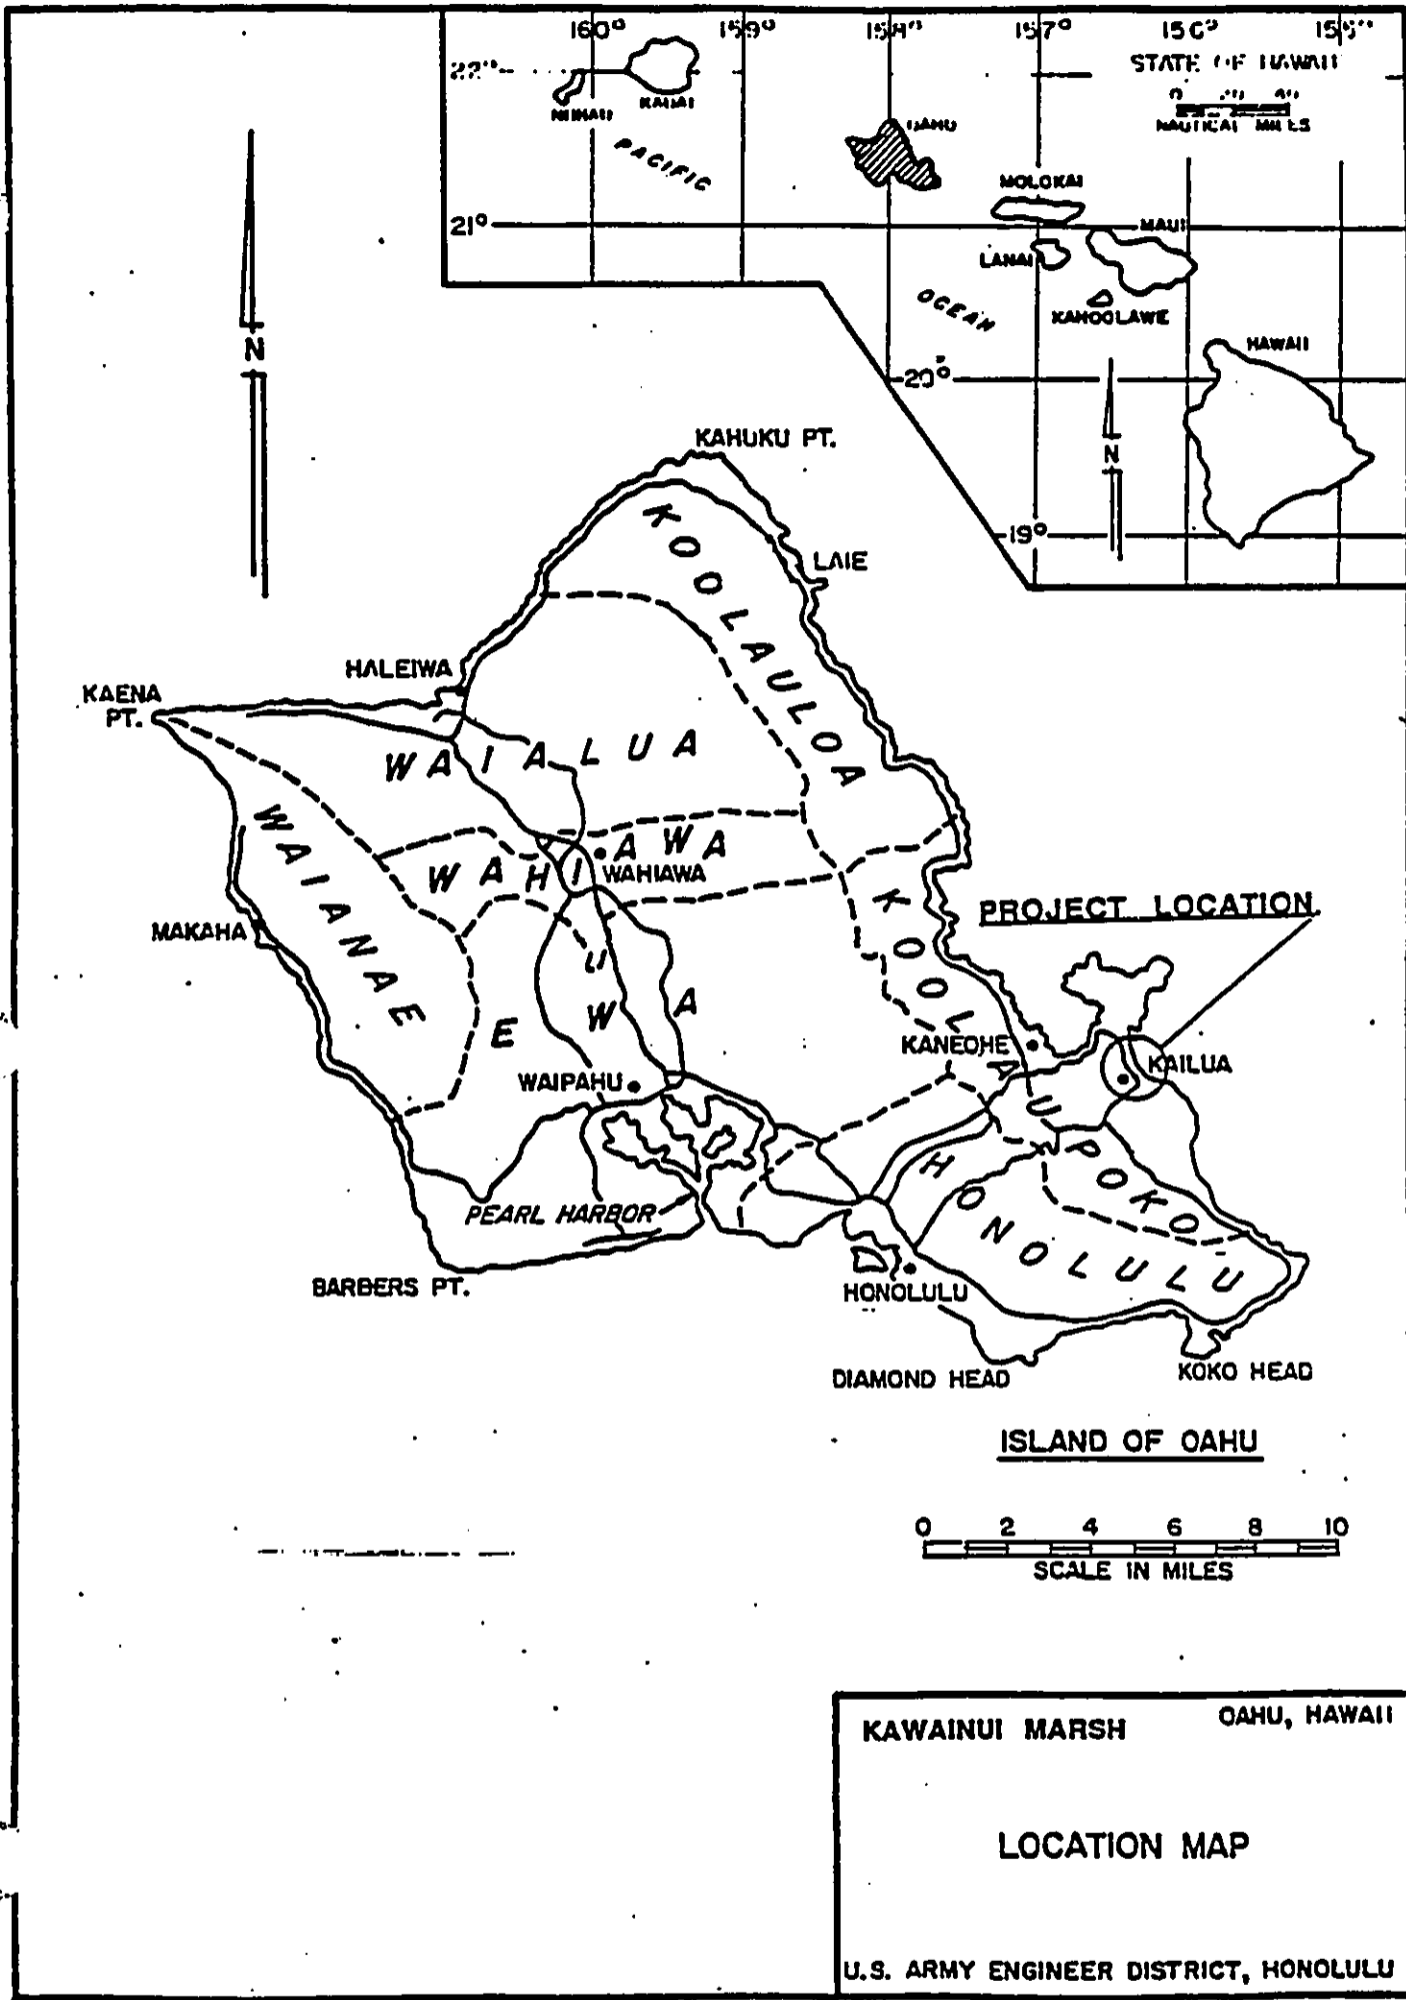 160° 159° 158° 157° 156° 155°
STATE OF HAWAII
22°
NIIHAU
KAUAI
OAHU
NAUTICAL MILES
PACIFIC
MOLOKAI
21°
MAUI
LANAI
OCEAN
KAHOOLAWE
HAWAII
20°
N
N
19°
KAHUKU PT.
KOOLAULOA
LAIE
HALEIWA
KAENA
PT.
WAIALUA
WAIANAE
WAHIAWA
WAHIAWA
KOOLAUPOKO
PROJECT LOCATION
MAKAHA
EWA
KANEOHE
KAILUA
WAIPAHU
HONOLULU
PEARL HARBOR
BARBERS PT.
HONOLULU
DIAMOND HEAD
KOKO HEAD
ISLAND OF OAHU
0 2 4 6 8 10
SCALE IN MILES
KAWAINUI MARSH
OAHU, HAWAII
LOCATION MAP
U.S. ARMY ENGINEER DISTRICT, HONOLULU